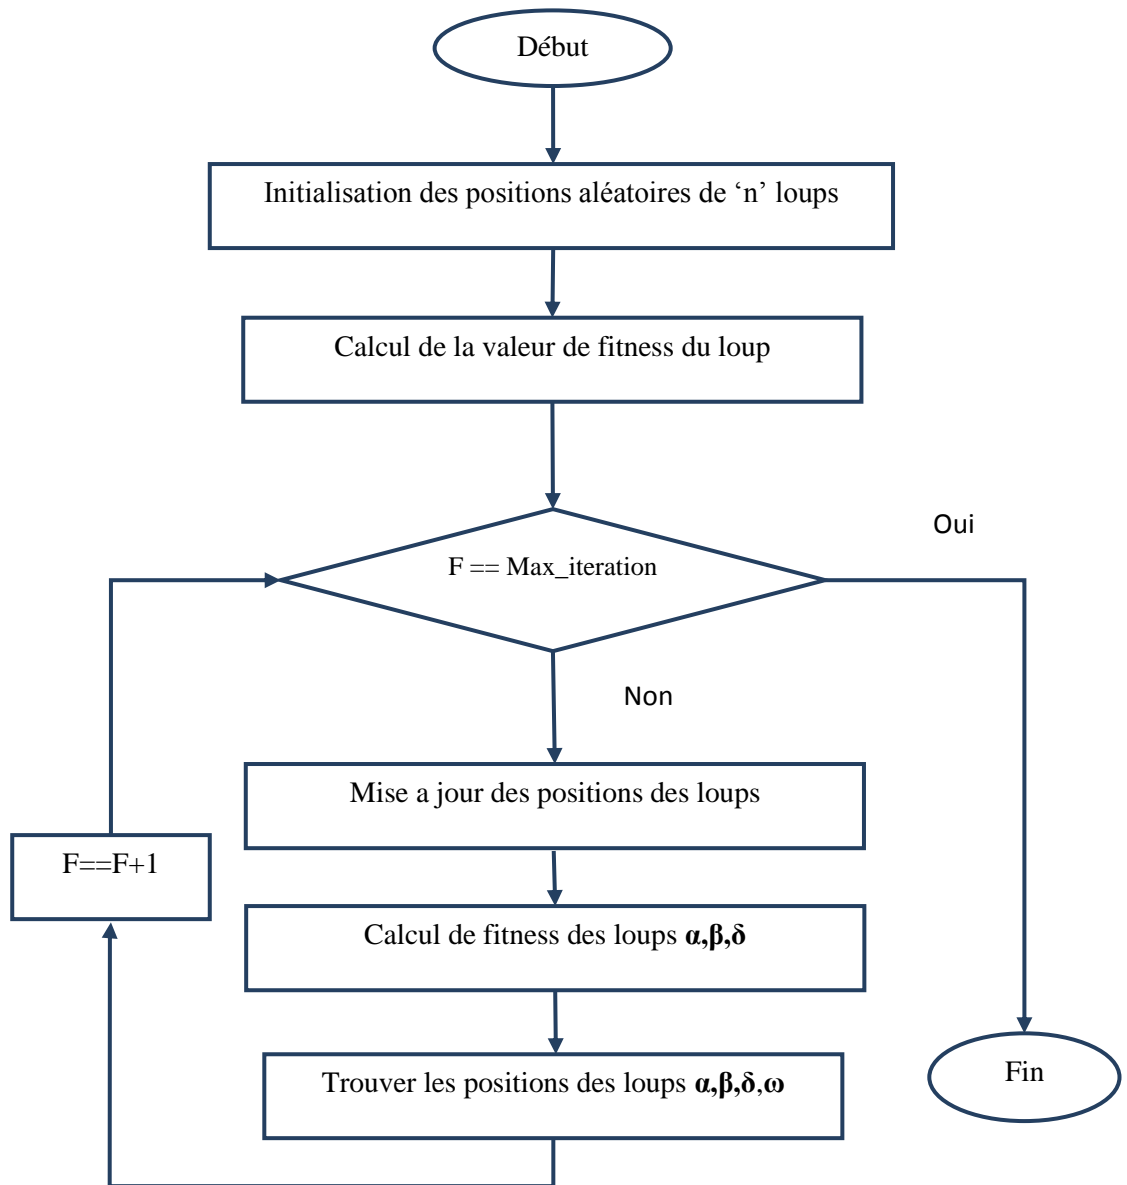 Début
Initialisation des positions aléatoires de ‘n’ loups
Calcul de la valeur de fitness du loup
Oui
F == Max_iteration
Non
Mise a jour des positions des loups
F==F+1
Calcul de fitness des loups α,β,δ
Trouver les positions des loups α,β,δ,ω
Fin